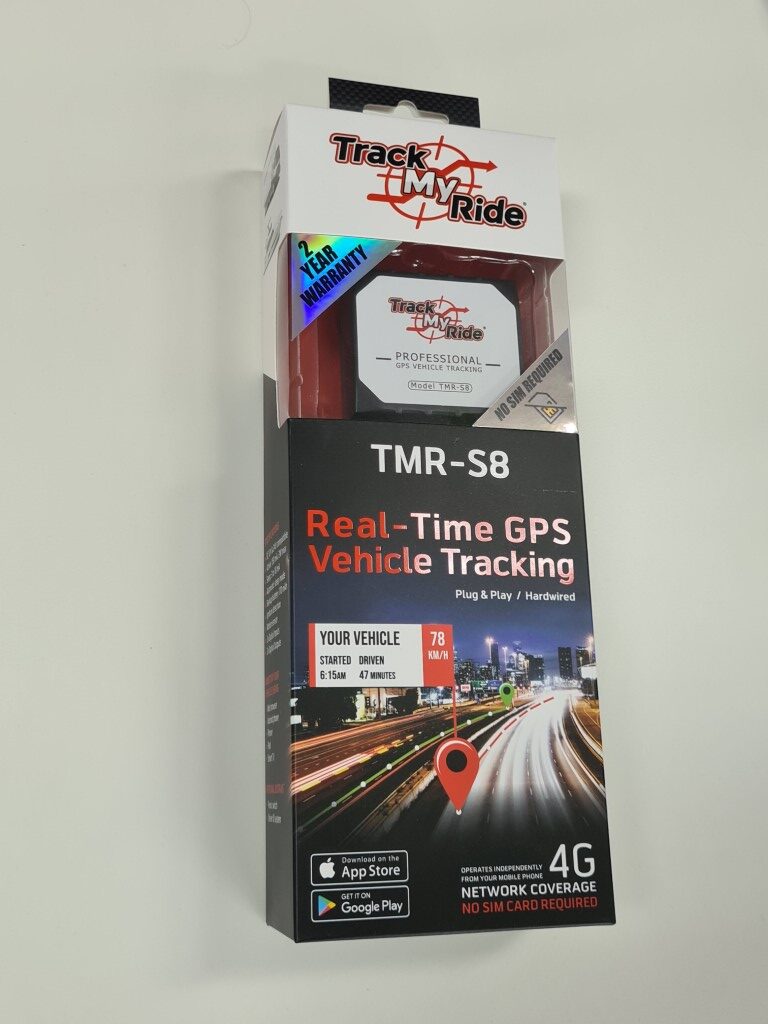 Track
My
Ride
2
YEAR
WARRANTY
Track
My
Ride
PROFESSIONAL
GPS VEHICLE TRACKING
Model TMR-S8
NO SIM REQUIRED
TMR-S8
Real-Time GPS
Vehicle Tracking
Plug & Play / Hardwired
YOUR VEHICLE
STARTED DRIVEN
6:15AM 47 MINUTES
78
KM/H
Download on the
App Store
GET IT ON
Google Play
OPERATES INDEPENDENTLY
FROM YOUR MOBILE PHONE
4G
NETWORK COVERAGE
NO SIM CARD REQUIRED